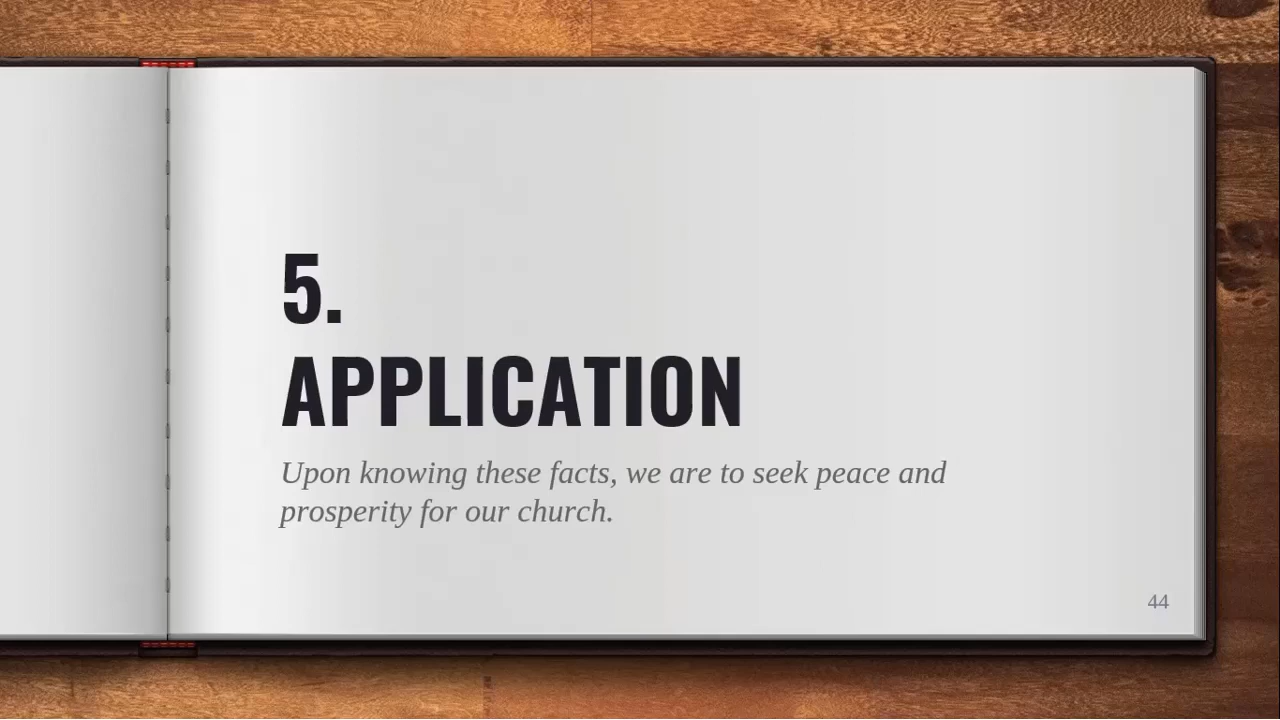 5.
APPLICATION
Upon knowing these facts, we are to seek peace and
prosperity for our church.
44